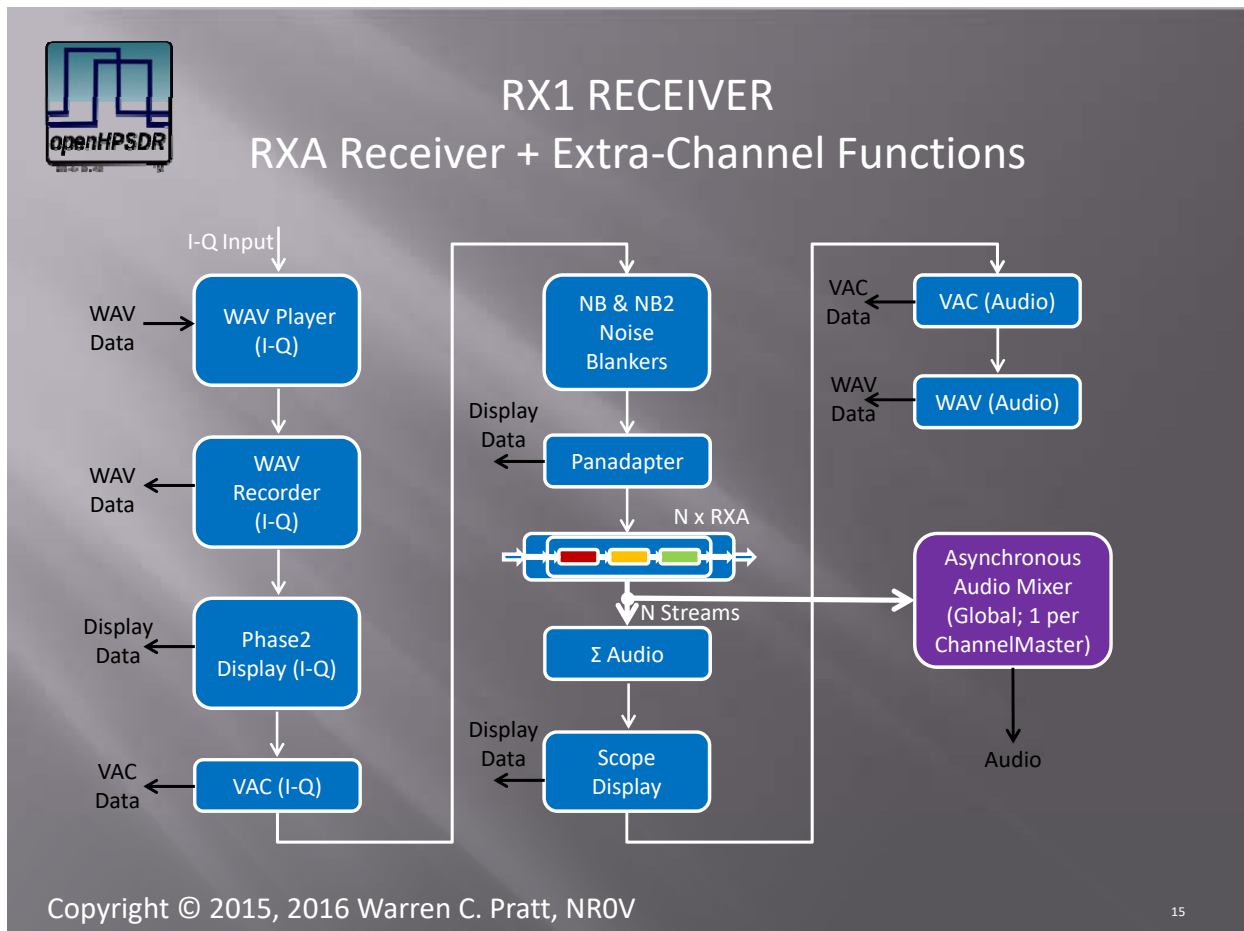 openHPSDR
RX1 RECEIVER
RXA Receiver + Extra-Channel Functions
I-Q Input
WAV
Data
WAV Player
(I-Q)
WAV
Data
WAV
Recorder
(I-Q)
Display
Data
Phase2
Display (I-Q)
VAC
Data
VAC (I-Q)
NB & NB2
Noise
Blankers
Display
Data
Panadapter
N x RXA
N Streams
Σ Audio
Display
Data
Scope
Display
VAC
Data
VAC (Audio)
WAV
Data
WAV (Audio)
Asynchronous
Audio Mixer
(Global; 1 per
ChannelMaster)
Audio
Copyright © 2015, 2016 Warren C. Pratt, NR0V
15